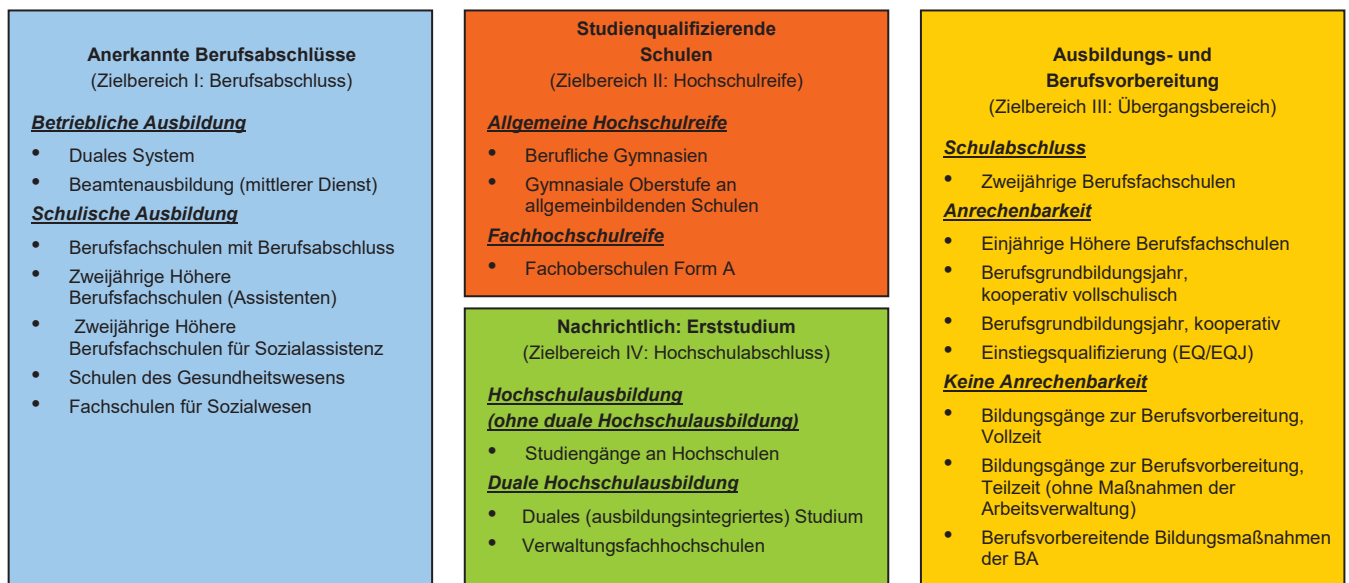 Anerkannte Berufsabschlüsse
(Zielbereich I: Berufsabschluss)
Betriebliche Ausbildung
• Duales System
• Beamtenausbildung (mittlerer Dienst)
Schulische Ausbildung
• Berufsfachschulen mit Berufsabschluss
• Zweijährige Höhere
Berufsfachschulen (Assistenten)
• Zweijährige Höhere
Berufsfachschulen für Sozialassistenz
• Schulen des Gesundheitswesens
• Fachschulen für Sozialwesen
Studienqualifizierende
Schulen
(Zielbereich II: Hochschulreife)
Allgemeine Hochschulreife
• Berufliche Gymnasien
• Gymnasiale Oberstufe an
allgemeinbildenden Schulen
Fachhochschulreife
• Fachoberschulen Form A
Nachrichtlich: Erststudium
(Zielbereich IV: Hochschulabschluss)
Hochschulausbildung
(ohne duale Hochschulausbildung)
• Studiengänge an Hochschulen
Duale Hochschulausbildung
• Duales (ausbildungsintegriertes) Studium
• Verwaltungsfachhochschulen
Ausbildungs- und
Berufsvorbereitung
(Zielbereich III: Übergangsbereich)
Schulabschluss
• Zweijährige Berufsfachschulen
Anrechenbarkeit
• Einjährige Höhere Berufsfachschulen
• Berufsgrundbildungsjahr,
kooperativ vollschulisch
• Berufsgrundbildungsjahr, kooperativ
• Einstiegsqualifizierung (EQ/EQJ)
Keine Anrechenbarkeit
• Bildungsgänge zur Berufsvorbereitung,
Vollzeit
• Bildungsgänge zur Berufsvorbereitung,
Teilzeit (ohne Maßnahmen der
Arbeitsverwaltung)
• Berufsvorbereitende Bildungsmaßnahmen
der BA